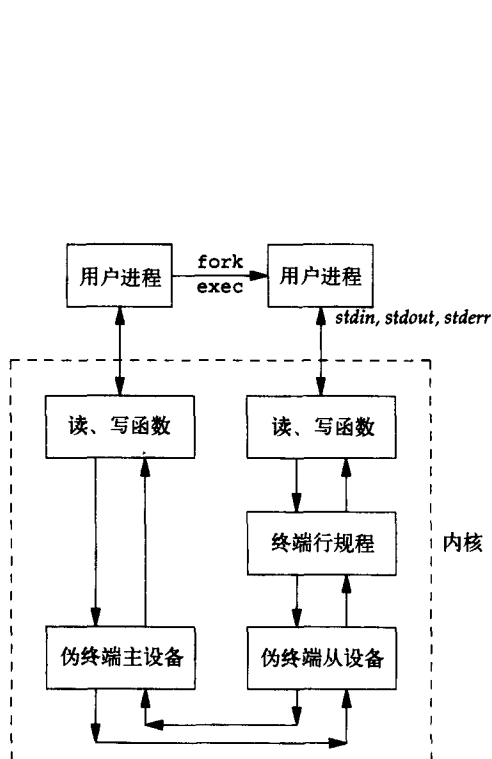 用户进程
fork
exec
用户进程
stdin, stdout, stderr
读、写函数
读、写函数
终端行规程
内核
伪终端主设备
伪终端从设备